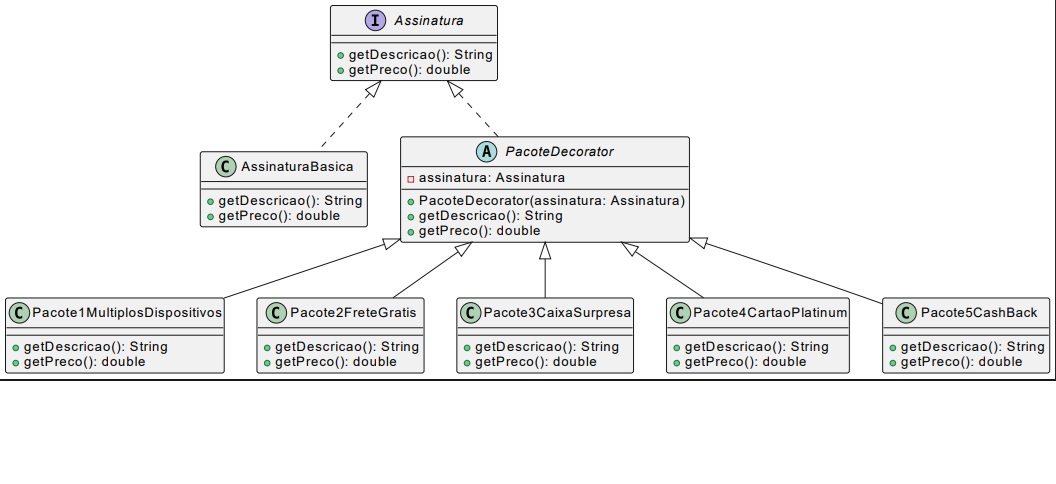 I Assinatura
getDescricao(): String
getPreco(): double
C AssinaturaBasica
getDescricao(): String
getPreco(): double
A PacoteDecorator
assinatura: Assinatura
PacoteDecorator(assinatura: Assinatura)
getDescricao(): String
getPreco(): double
C Pacote1MultiplosDispositivos
getDescricao(): String
getPreco(): double
C Pacote2FreteGratis
getDescricao(): String
getPreco(): double
C Pacote3CaixaSurpresa
getDescricao(): String
getPreco(): double
C Pacote4CartaoPlatinum
getDescricao(): String
getPreco(): double
C Pacote5CashBack
getDescricao(): String
getPreco(): double